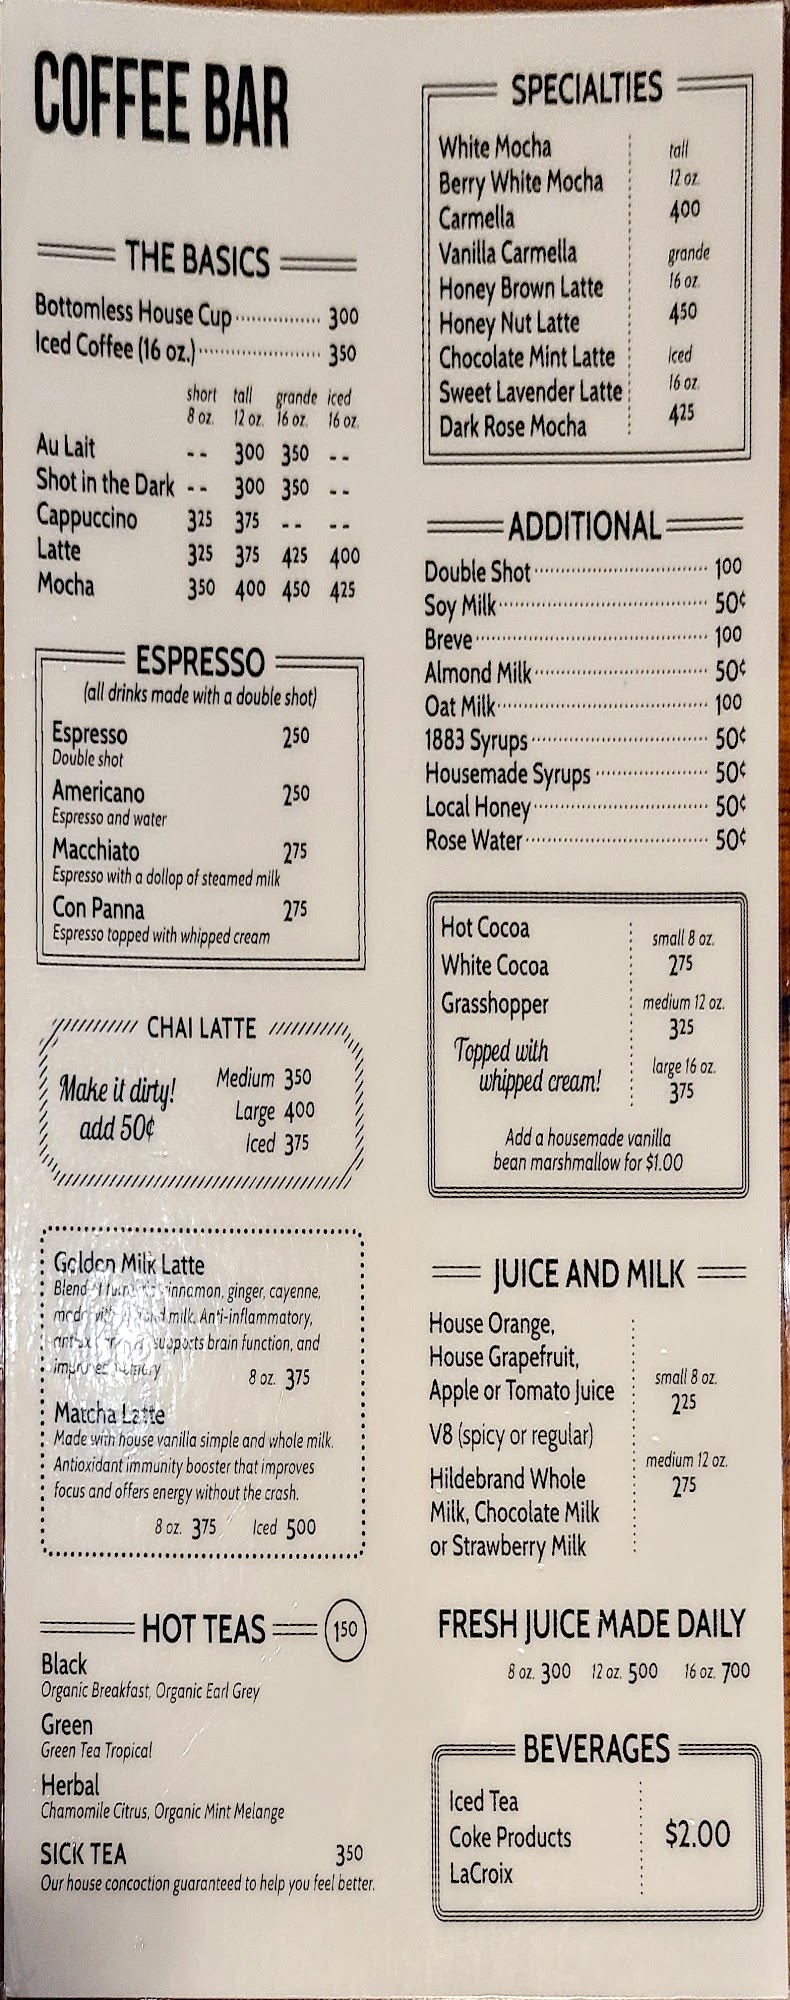 COFFEE BAR
THE BASICS
Bottomless House Cup 300
Iced Coffee (16 oz.) 350
short tall grande iced
8 oz. 12 oz. 16 oz. 16 oz.
Au Lait -- 300 350 --
Shot in the Dark -- 300 350 --
Cappuccino 325 375 -- --
Latte 325 375 425 400
Mocha 350 400 450 425
ESPRESSO
(all drinks made with a double shot)
Espresso 250
Double shot
Americano 250
Espresso and water
Macchiato 275
Espresso with a dollop of steamed milk
Con Panna 275
Espresso topped with whipped cream
CHAI LATTE
Make it dirty!
add 50¢
Medium 350
Large 400
Iced 375
Golden Milk Latte
Blend cinnamon, ginger, cayenne,
milk. Anti-inflammatory,
supports brain function, and
8 oz. 375
Matcha Latte
Made with house vanilla simple and whole milk.
Antioxidant immunity booster that improves
focus and offers energy without the crash.
8 oz. 375 Iced 500
HOT TEAS 150
Black
Organic Breakfast, Organic Earl Grey
Green
Green Tea Tropical
Herbal
Chamomile Citrus, Organic Mint Melange
SICK TEA 350
Our house concoction guaranteed to help you feel better.
SPECIALTIES
White Mocha
Berry White Mocha
Carmella
Vanilla Carmella
Honey Brown Latte
Honey Nut Latte
Chocolate Mint Latte
Sweet Lavender Latte
Dark Rose Mocha
tall
12 oz.
400
grande
16 oz.
450
Iced
16 oz.
425
ADDITIONAL
Double Shot 100
Soy Milk 50¢
Breve 100
Almond Milk 50¢
Oat Milk 100
1883 Syrups 50¢
Housemade Syrups 50¢
Local Honey 50¢
Rose Water 50¢
Hot Cocoa
White Cocoa
Grasshopper
Topped with
whipped cream!
small 8 oz.
275
medium 12 oz.
325
large 16 oz.
375
Add a housemade vanilla
bean marshmallow for $1.00
JUICE AND MILK
House Orange,
House Grapefruit,
Apple or Tomato Juice
V8 (spicy or regular)
Hildebrand Whole
Milk, Chocolate Milk
or Strawberry Milk
small 8 oz.
225
medium 12 oz.
275
FRESH JUICE MADE DAILY
8 oz. 300 12 oz. 500 16 oz. 700
BEVERAGES
Iced Tea
Coke Products
LaCroix
$2.00